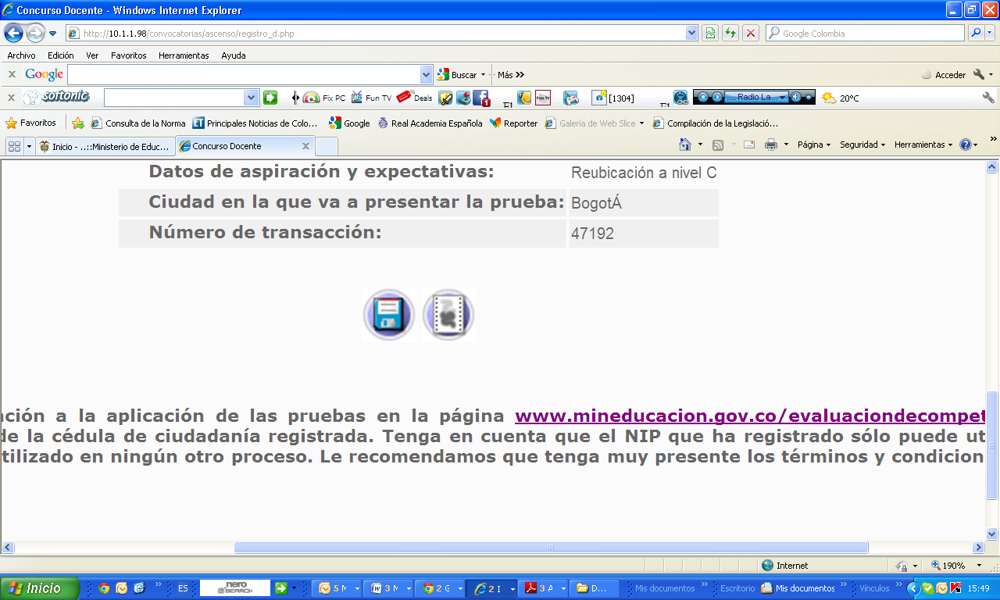 Concurso Docente - Windows Internet Explorer
http://10.1.1.98/convocatorias/ascenso/registro_d.php
Google Colombia
Archivo Edición Ver Favoritos Herramientas Ayuda
Google
Buscar
Más
Acceder
softonic
Fix PC
Fun TV
Deals
1
Free TV
[1304]
Radio La...
20°C
Favoritos
Consulta de la Norma
Principales Noticias de Colo...
Google
Real Academia Española
Reporter
Galería de Web Slice
Compilación de la Legislació...
Inicio - ..::Ministerio de Educ...
Concurso Docente
Página
Seguridad
Herramientas
Datos de aspiración y expectativas: Reubicación a nivel C
Ciudad en la que va a presentar la prueba: BogotÁ
Número de transacción: 47192
ación a la aplicación de las pruebas en la página www.mineducacion.gov.co/evaluaciondecompet
de la cédula de ciudadanía registrada. Tenga en cuenta que el NIP que ha registrado sólo puede ut
tilizado en ningún otro proceso. Le recomendamos que tenga muy presente los términos y condicion
Internet
190%
Inicio
ES
nero
SEARCH
5 M
3 M
2 G
2 I
3 A
D...
Mis documentos
Escritorio
Mis documentos
Vínculos
15:49